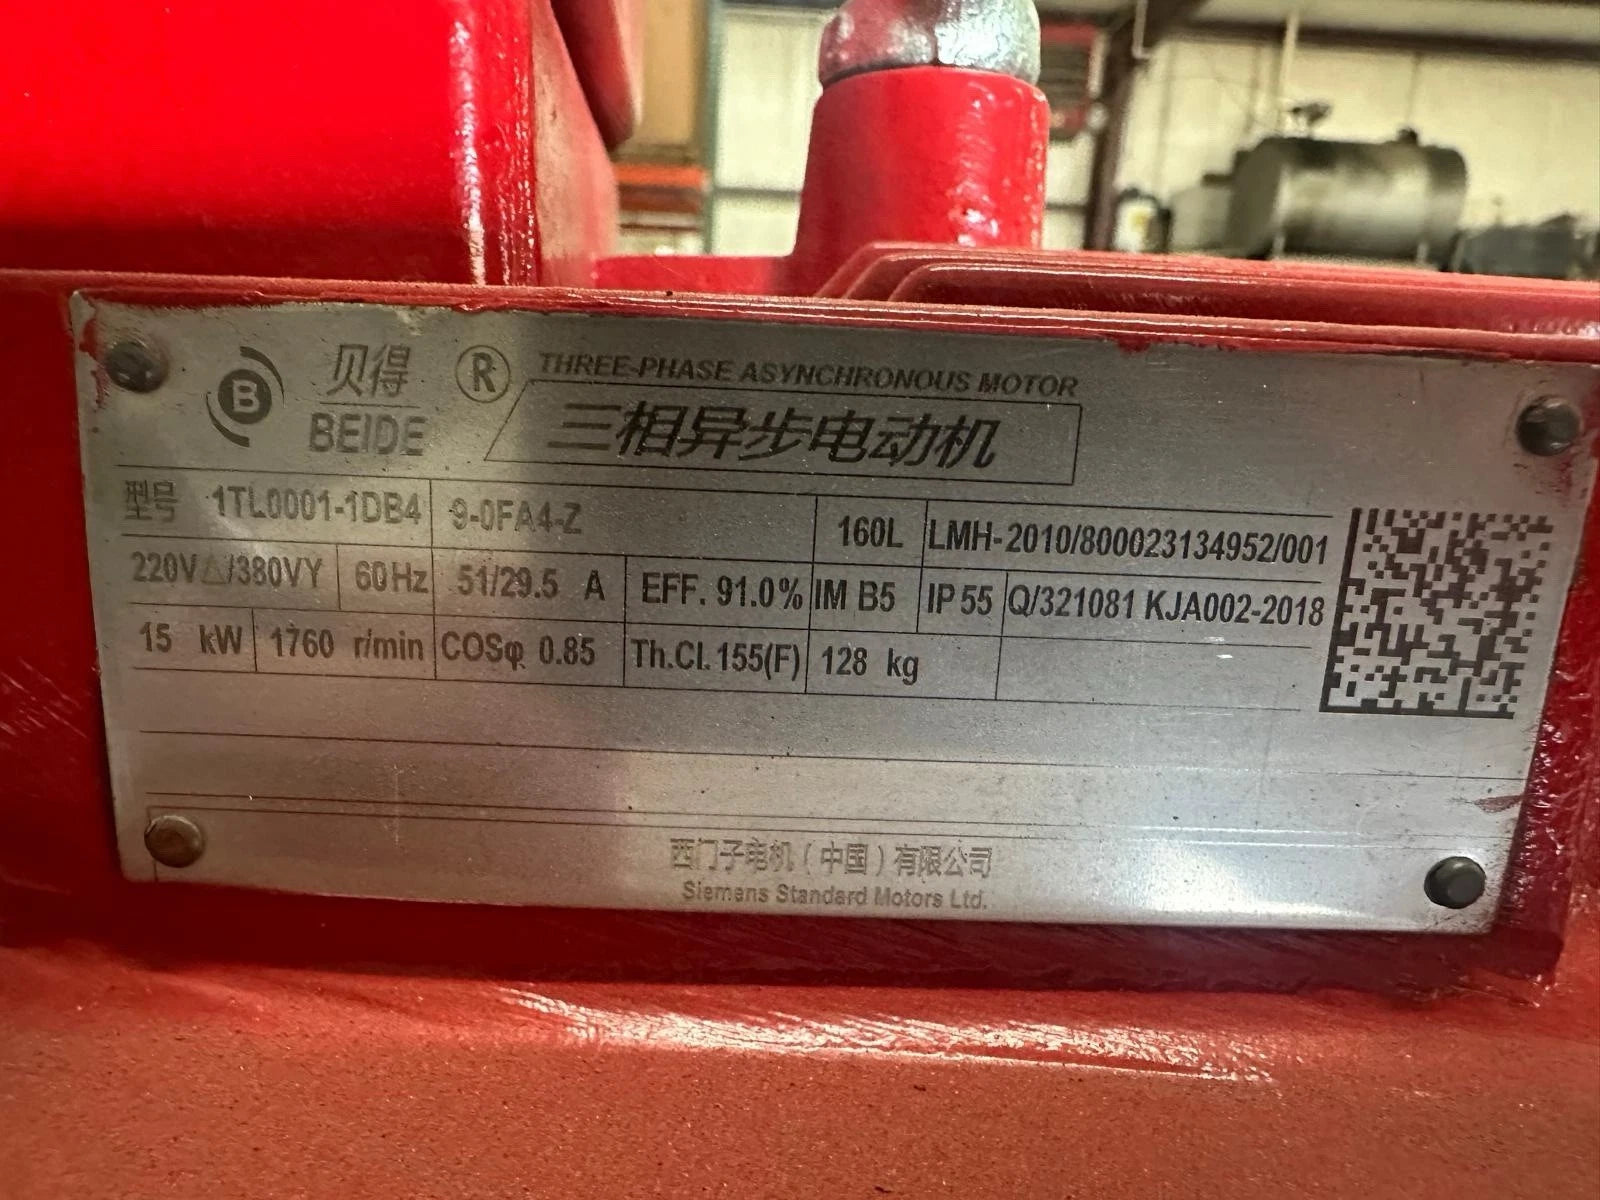 B 贝得 ® THREE-PHASE ASYNCHRONOUS MOTOR
BEIDE 三相异步电动机
型号 1TL0001-1DB4 9-0FA4-Z 160L LMH-2010/800023134952/001
220V△/380VY 60Hz 51/29.5 A EFF. 91.0% IM B5 IP 55 Q/321081 KJA002-2018
15 kW 1760 r/min COSφ 0.85 Th.Cl. 155(F) 128 kg
西门子电机(中国)有限公司
Siemens Standard Motors Ltd.